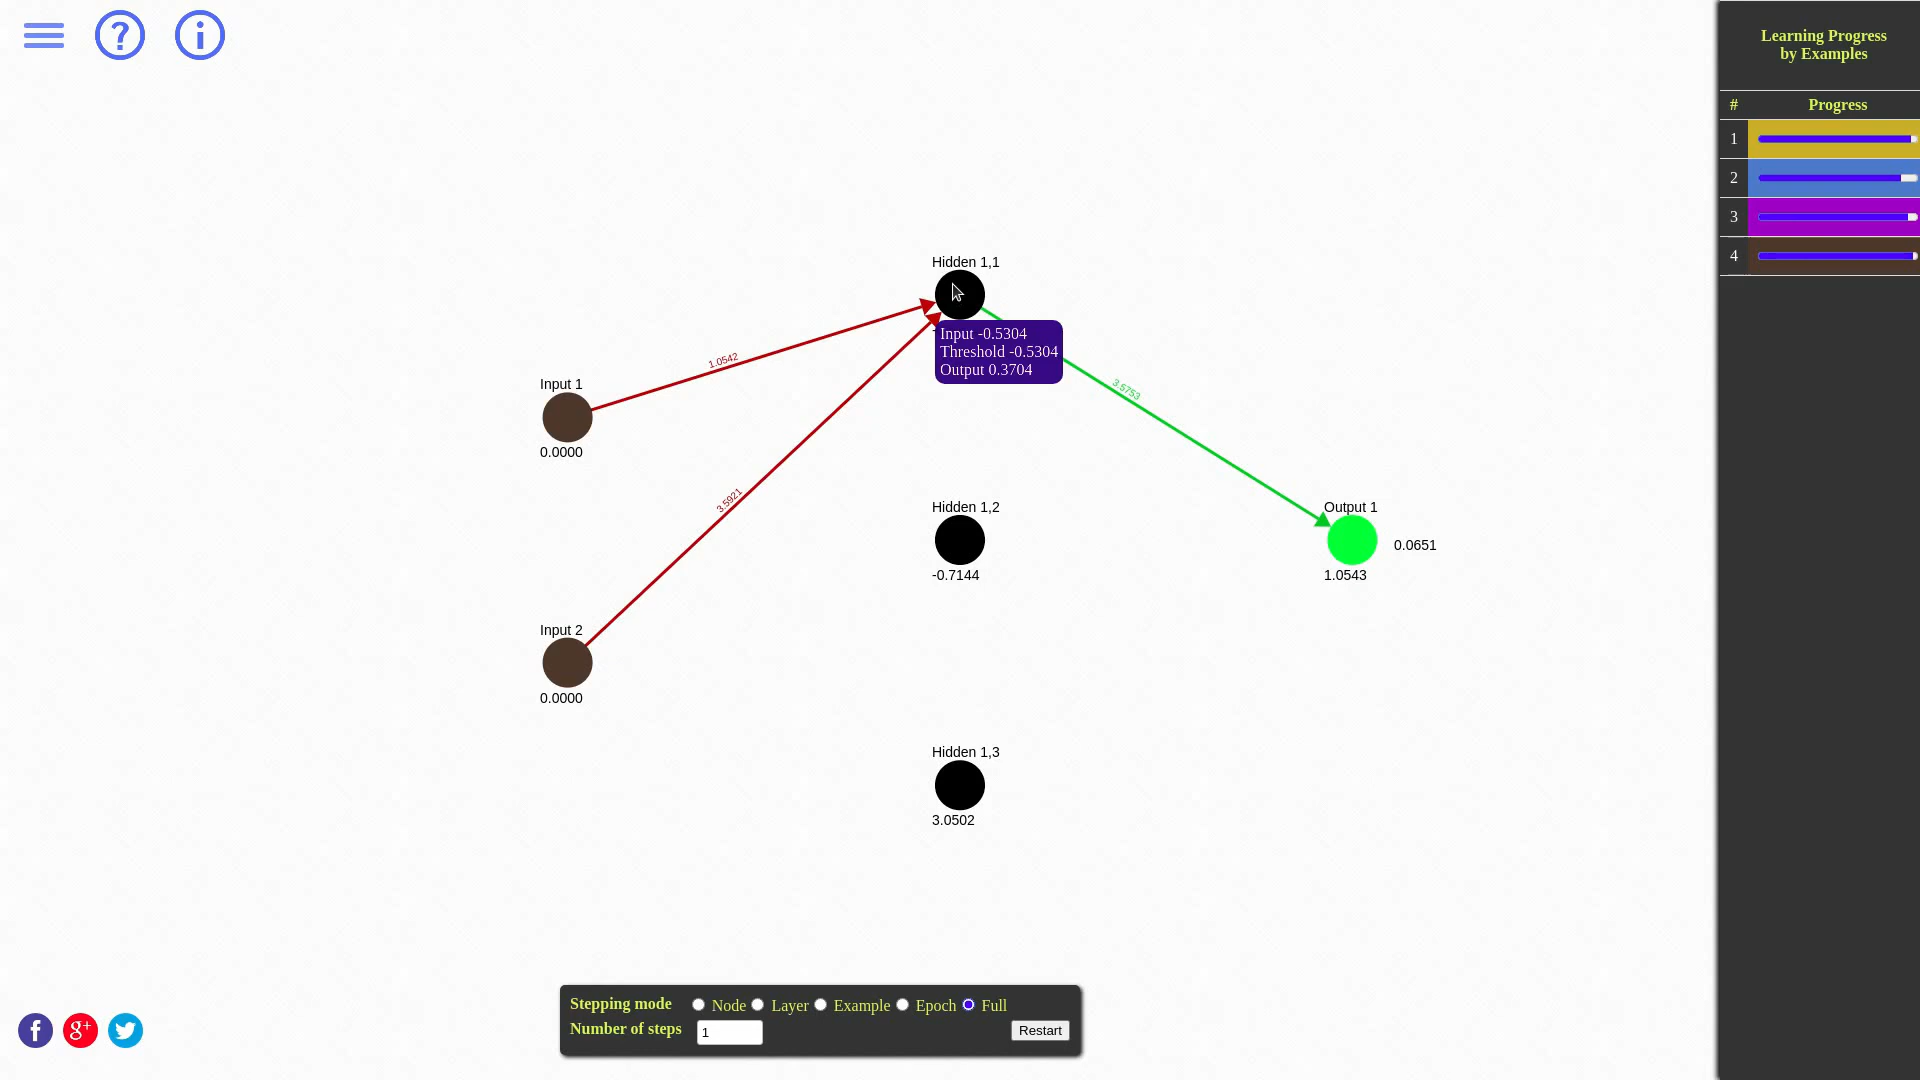 ?
i
Learning Progress
by Examples
# Progress
1
2
3
4
Hidden 1,1
Input -0.5304
Threshold -0.5304
Output 0.3704
1.0542
3.5753
Input 1
0.0000
3.5921
Hidden 1,2
-0.7144
Output 1
0.0651
1.0543
Input 2
0.0000
Hidden 1,3
3.0502
Stepping mode Node Layer Example Epoch Full
Number of steps 1 Restart
f g+